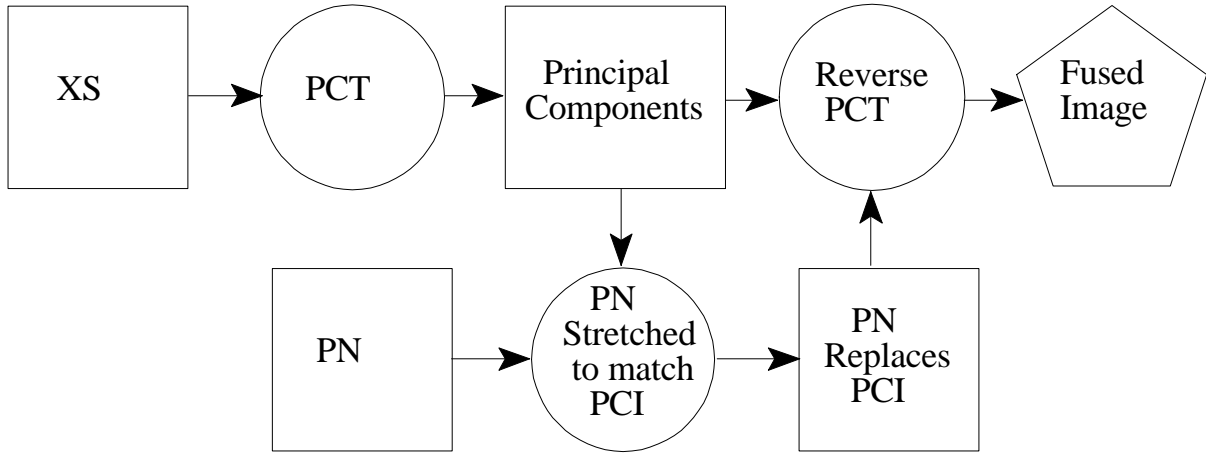 XS
PCT
Principal
Components
Reverse
PCT
Fused
Image
PN
PN
Stretched
to match
PCI
PN
Replaces
PCI